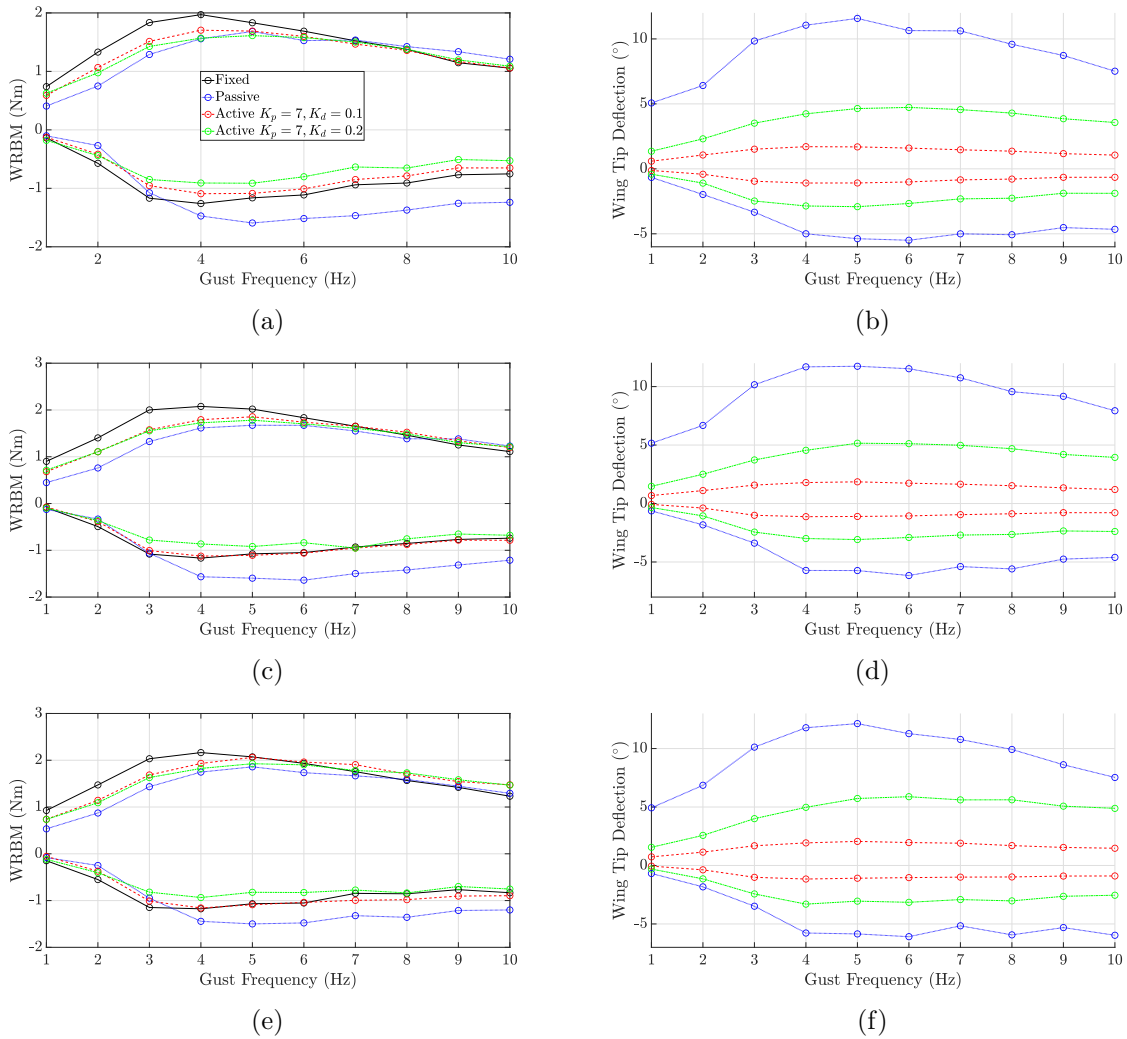 2
1
0
-1
-2
WRBM (Nm)
Fixed
Passive
Active K_p = 7, K_d = 0.1
Active K_p = 7, K_d = 0.2
2 3 4 5 6 7 8 9 10
Gust Frequency (Hz)
(a)
10
5
0
-5
Wing Tip Deflection (°)
1 2 3 4 5 6 7 8 9 10
Gust Frequency (Hz)
(b)
3
2
1
0
-1
-2
WRBM (Nm)
1 2 3 4 5 6 7 8 9 10
Gust Frequency (Hz)
(c)
10
5
0
-5
Wing Tip Deflection (°)
1 2 3 4 5 6 7 8 9 10
Gust Frequency (Hz)
(d)
3
2
1
0
-1
-2
WRBM (Nm)
1 2 3 4 5 6 7 8 9 10
Gust Frequency (Hz)
(e)
10
5
0
-5
Wing Tip Deflection (°)
1 2 3 4 5 6 7 8 9 10
Gust Frequency (Hz)
(f)